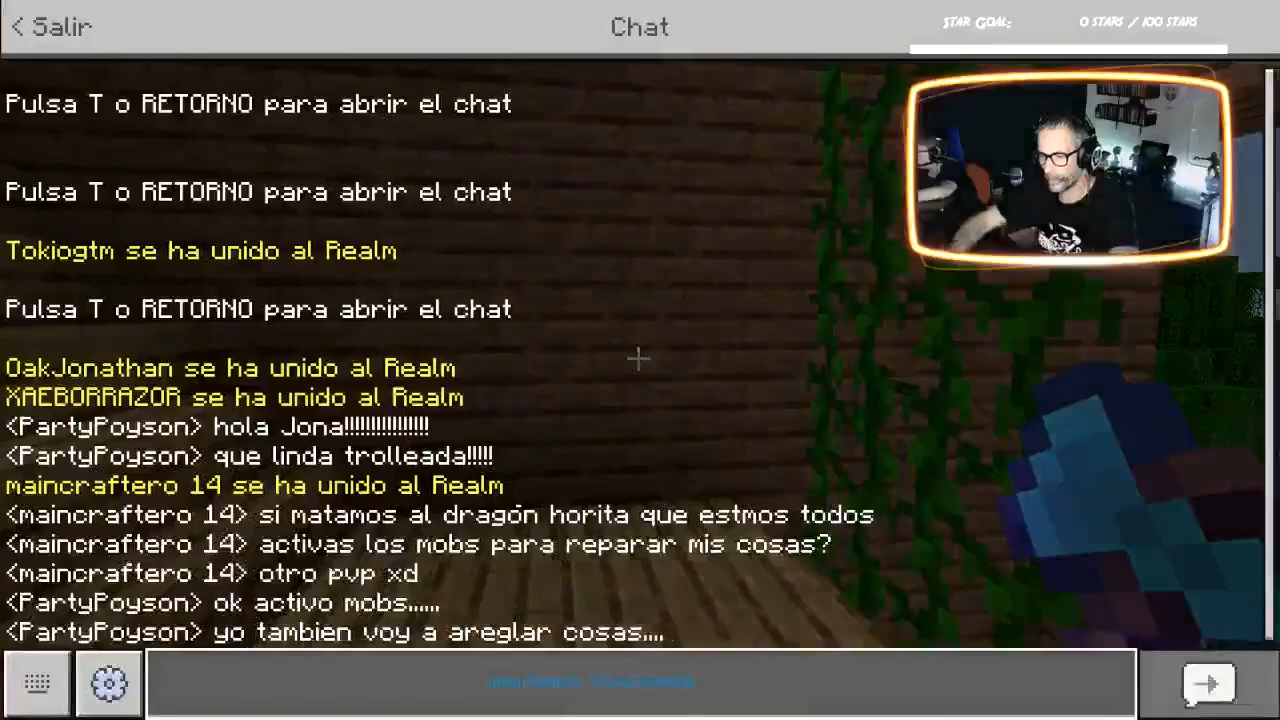 < Salir
Chat
STAR GOAL:
0 STARS / 100 STARS
Pulsa T o RETORNO para abrir el chat
Pulsa T o RETORNO para abrir el chat
Tokiogtm se ha unido al Realm
Pulsa T o RETORNO para abrir el chat
OakJonathan se ha unido al Realm
XAEBORRAZOR se ha unido al Realm
<PartyPoyson> hola Jona!!!!!!!!!!!!!!!!
<PartyPoyson> que linda trolleada!!!!!
maincraftero 14 se ha unido al Realm
<maincraftero 14> si matamos al dragón horita que estmos todos
<maincraftero 14> activas los mobs para reparar mis cosas?
<maincraftero 14> otro pvp xd
<PartyPoyson> ok activo mobs......
<PartyPoyson> yo tambien voy a areglar cosas....